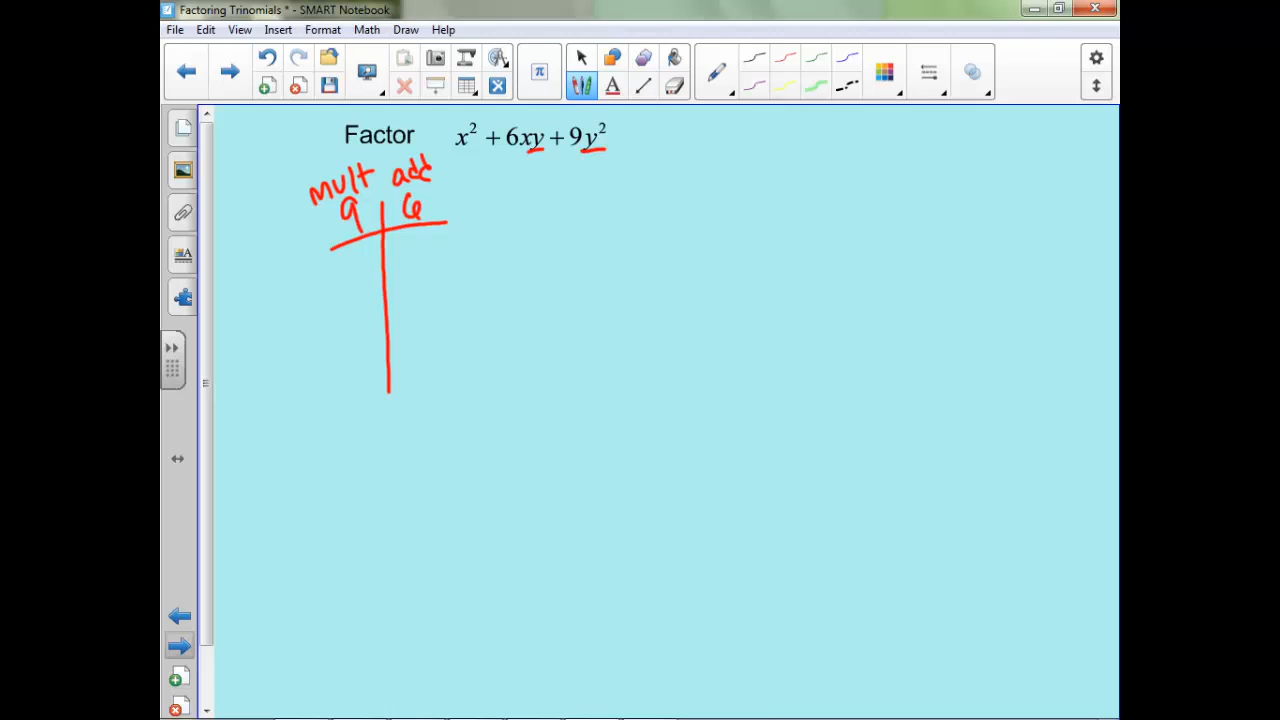 Factoring Trinomials * - SMART Notebook
File Edit View Insert Format Math Draw Help
π
A
Factor x² + 6xy + 9y²
mult add
9 6